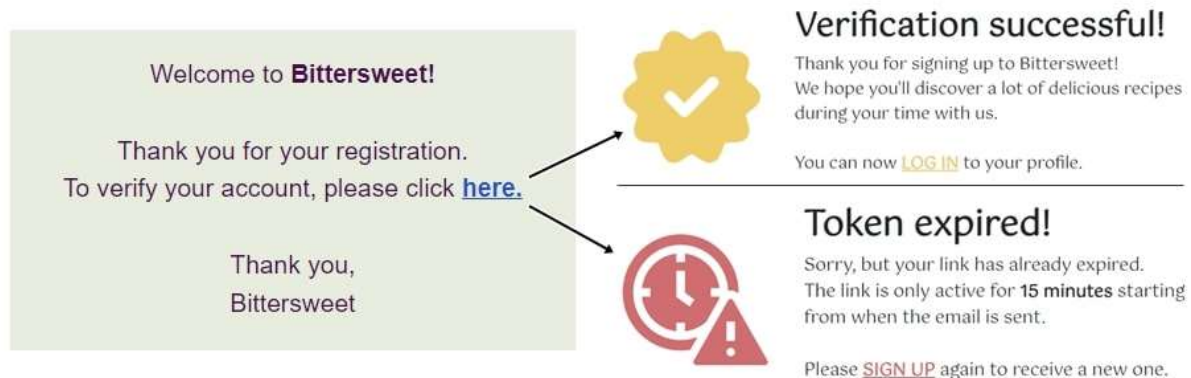 Welcome to Bittersweet!
Thank you for your registration.
To verify your account, please click here.
Thank you,
Bittersweet
Verification successful!
Thank you for signing up to Bittersweet!
We hope you'll discover a lot of delicious recipes
during your time with us.
You can now LOG IN to your profile.
Token expired!
Sorry, but your link has already expired.
The link is only active for 15 minutes starting
from when the email is sent.
Please SIGN UP again to receive a new one.